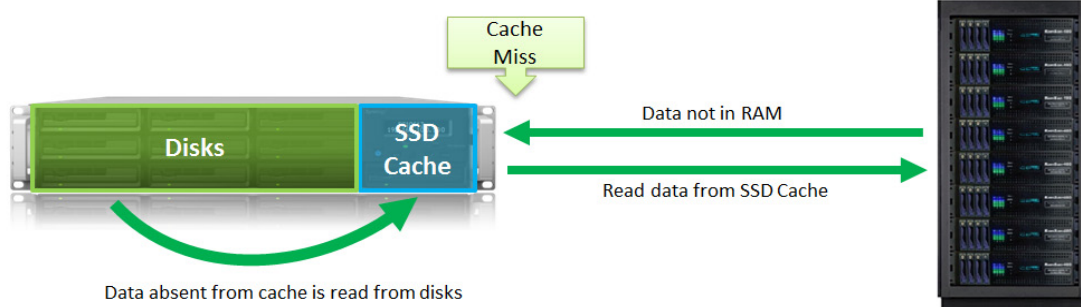 Cache
Miss
Data not in RAM
Disks
SSD
Cache
Read data from SSD Cache
Data absent from cache is read from disks